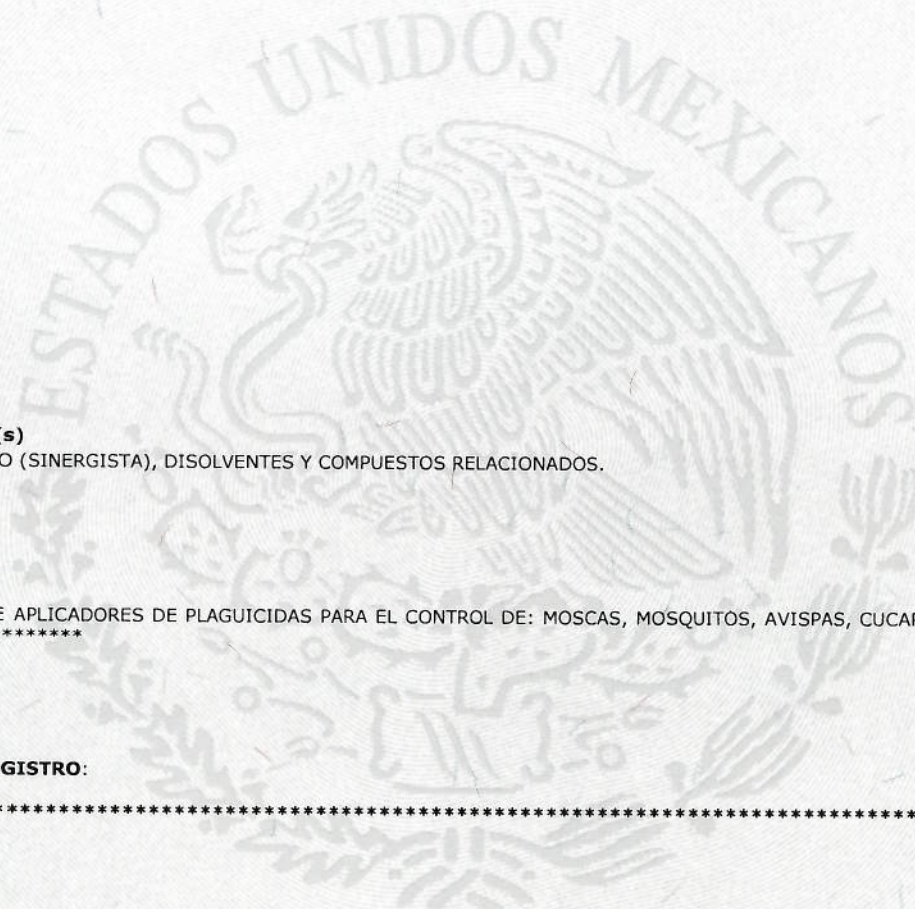 ESTADOS UNIDOS MEXICANOS
(s)
O (SINERGISTA), DISOLVENTES Y COMPUESTOS RELACIONADOS.
E APLICADORES DE PLAGUICIDAS PARA EL CONTROL DE: MOSCAS, MOSQUITOS, AVISPAS, CUCAR
*******
GISTRO:
**********************************************************************************